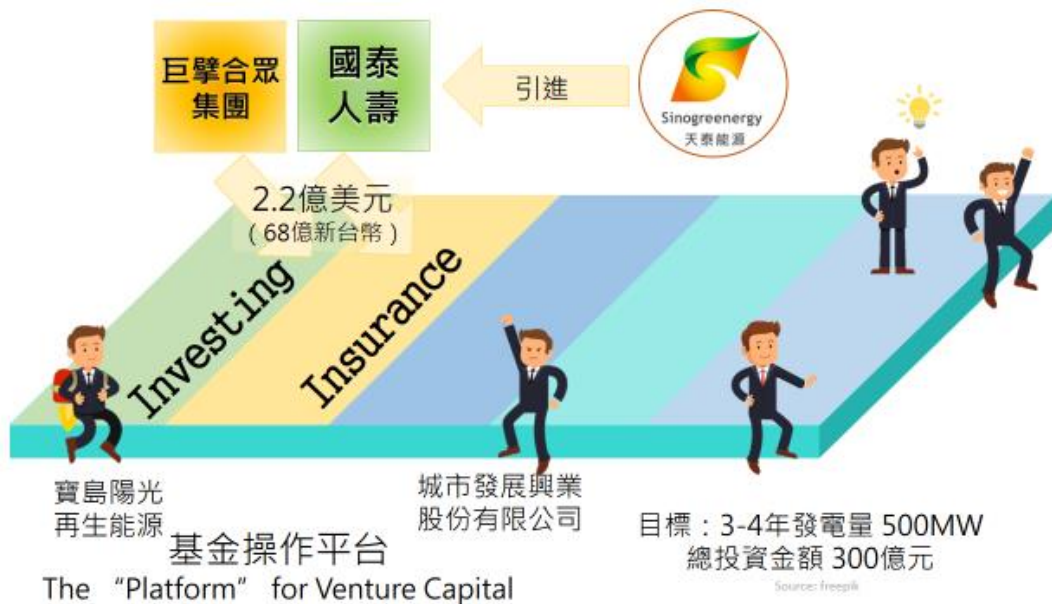 巨擘合眾
集團
國泰
人壽
引進
Sinogreenergy
天泰能源
2.2億美元
(68億新台幣)
Investing
Insurance
寶島陽光
再生能源
城市發展興業
股份有限公司
基金操作平台
The “Platform” for Venture Capital
目標：3-4年發電量 500MW
總投資金額 300億元
Source: freepik